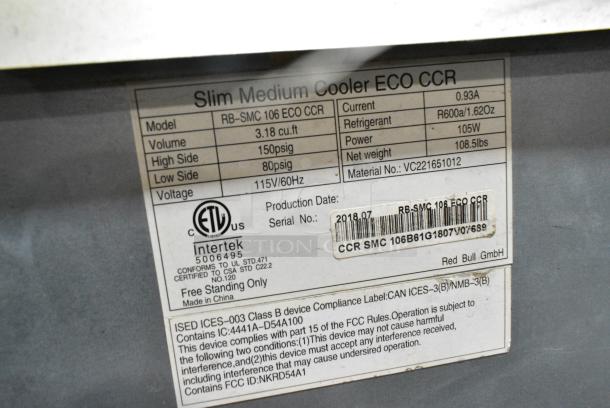 Slim Medium Cooler ECO CCR
Model RB-SMC 106 ECO CCR
Volume 3.18 cu.ft
High Side 150psig
Low Side 80psig
Voltage 115V/60Hz
Current 0.93A
Refrigerant R600a/1.62Oz
Power 105W
Net weight 108.5lbs
Material No.: VC221651012
C ETL US
Intertek
5006495
CONFORMS TO UL STD.471
CERTIFIED TO CSA STD C22.2
NO.120
Free Standing Only
Made in China
Production Date:
Serial No.:
2018.07 RB-SMC 106 ECO CCR
CCR SMC 106B61G1807V07689
Red Bull GmbH
ISED ICES-003 Class B device Compliance Label:CAN ICES-3(B)/NMB-3(B)
Contains IC:4441A-D54A100
This device complies with part 15 of the FCC Rules.Operation is subject to
the following two conditions:(1)This device may not cause harmful
interference,and(2)this device must accept any interference received,
including interference that may cause undersired operation.
Contains FCC ID:NKRD54A1